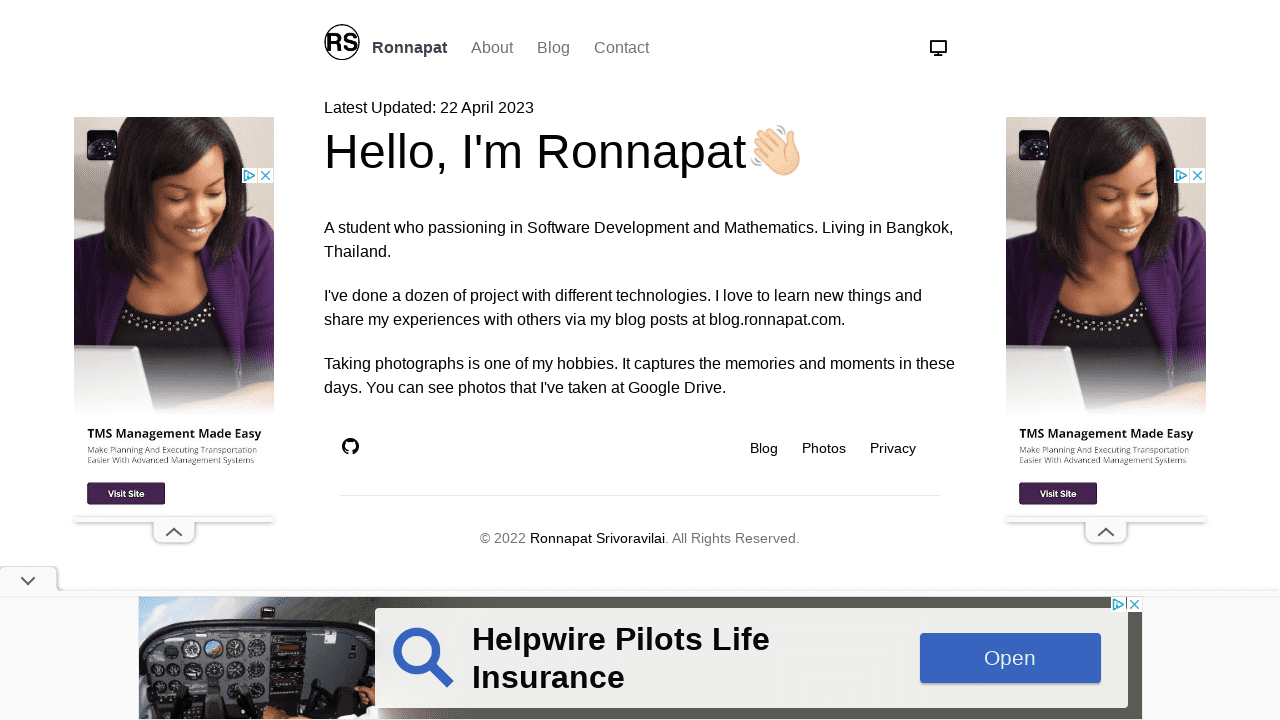 RS Ronnapat About Blog Contact
Latest Updated: 22 April 2023
Hello, I'm Ronnapat👋🏻
A student who passioning in Software Development and Mathematics. Living in Bangkok,
Thailand.
I've done a dozen of project with different technologies. I love to learn new things and
share my experiences with others via my blog posts at blog.ronnapat.com.
Taking photographs is one of my hobbies. It captures the memories and moments in these
days. You can see photos that I've taken at Google Drive.
Blog Photos Privacy
© 2022 Ronnapat Srivoravilai. All Rights Reserved.
TMS Management Made Easy
Make Planning And Executing Transportation
Easier With Advanced Management Systems
Visit Site
TMS Management Made Easy
Make Planning And Executing Transportation
Easier With Advanced Management Systems
Visit Site
Helpwire Pilots Life
Insurance
Open